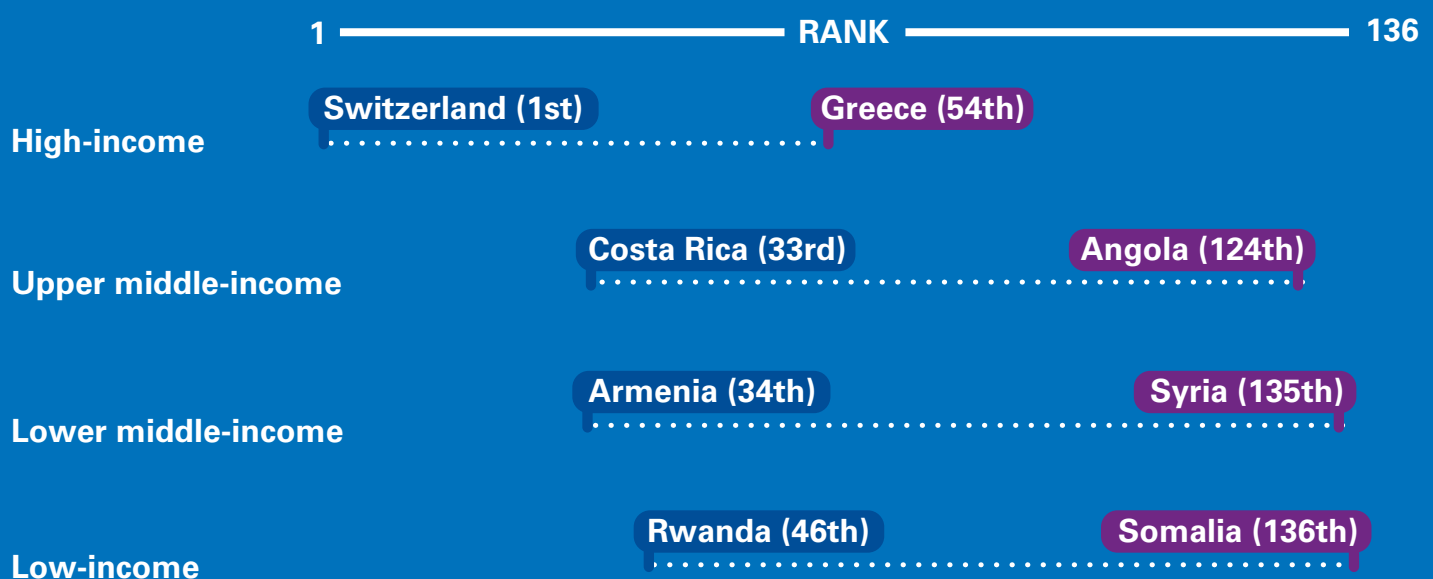 1 RANK 136
Switzerland (1st) Greece (54th)
High-income
Costa Rica (33rd) Angola (124th)
Upper middle-income
Armenia (34th) Syria (135th)
Lower middle-income
Rwanda (46th) Somalia (136th)
Low-income